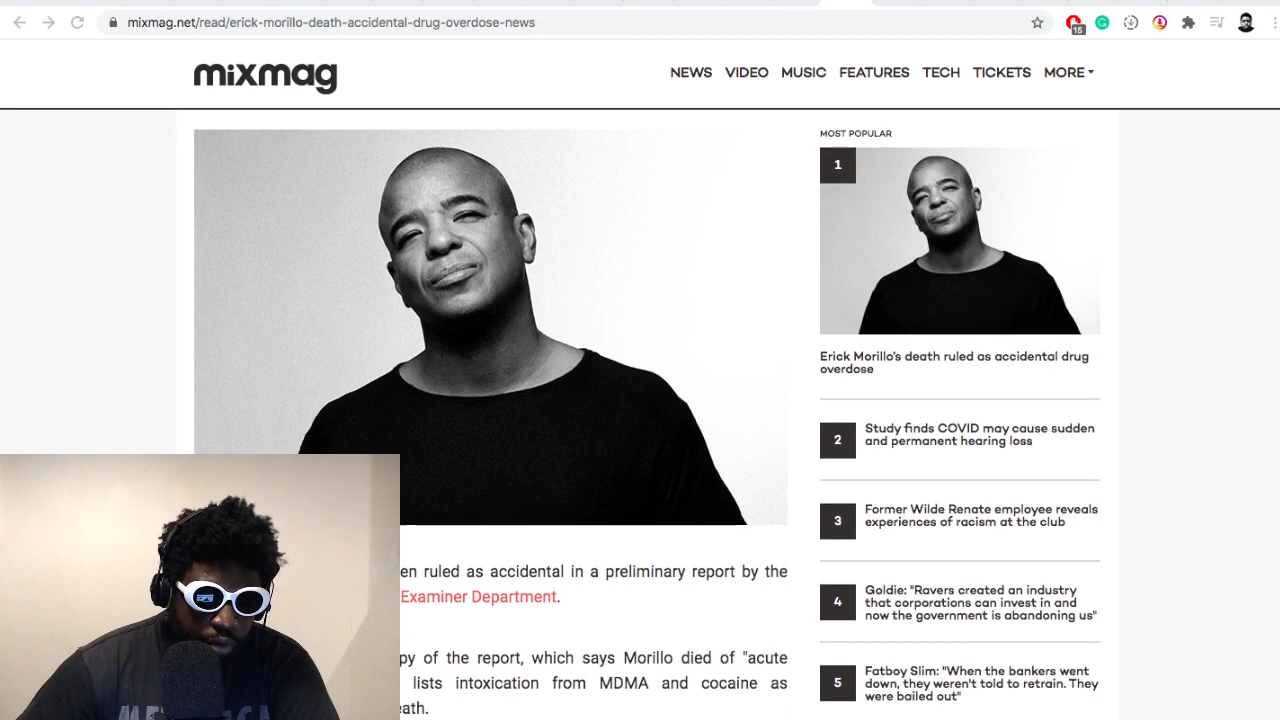 mixmag.net/read/erick-morillo-death-accidental-drug-overdose-news
15
mixmag
NEWS VIDEO MUSIC FEATURES TECH TICKETS MORE
en ruled as accidental in a preliminary report by the
Examiner Department.
py of the report, which says Morillo died of "acute
lists intoxication from MDMA and cocaine as
eath.
MOST POPULAR
1
Erick Morillo's death ruled as accidental drug
overdose
2
Study finds COVID may cause sudden
and permanent hearing loss
3
Former Wilde Renate employee reveals
experiences of racism at the club
4
Goldie: "Ravers created an industry
that corporations can invest in and
now the government is abandoning us"
5
Fatboy Slim: "When the bankers went
down, they weren't told to retrain. They
were bailed out"